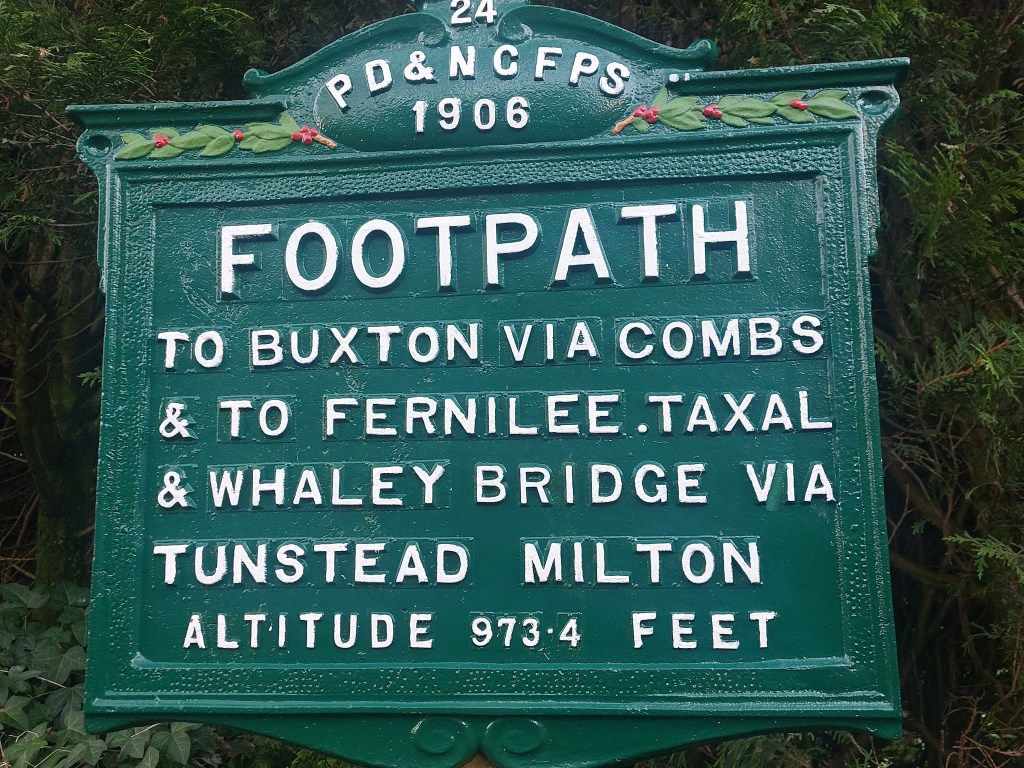 24
PD&NCFPS
1906
FOOTPATH
TO BUXTON VIA COMBS
& TO FERNILEE .TAXAL
& WHALEY BRIDGE VIA
TUNSTEAD MILTON
ALTITUDE 973·4 FEET